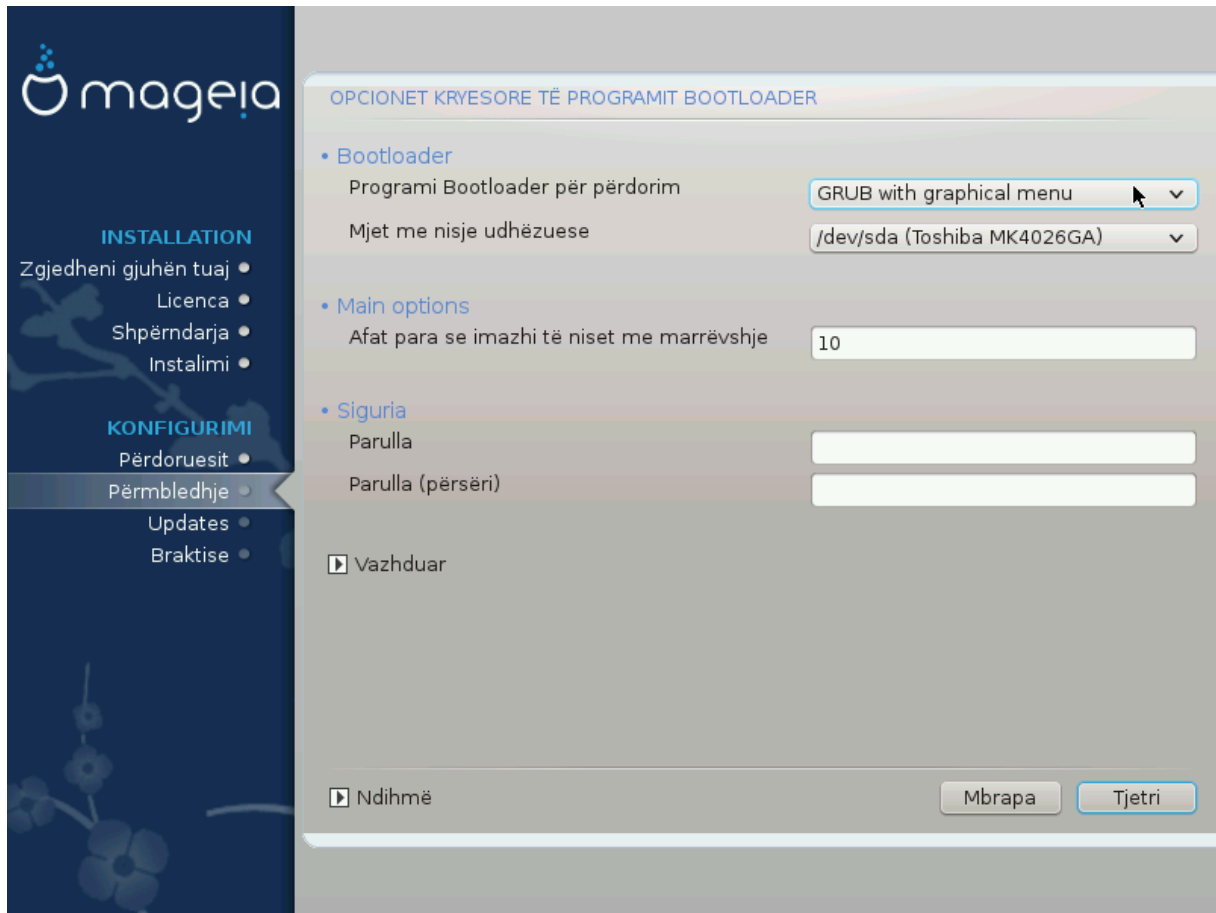 mageia
INSTALLATION
Zgjedheni gjuhën tuaj
Licenca
Shpërndarja
Instalimi
KONFIGURIMI
Përdoruesit
Përmbledhje
Updates
Braktise
OPCIONET KRYESORE TË PROGRAMIT BOOTLOADER
• Bootloader
Programi Bootloader për përdorim GRUB with graphical menu
Mjet me nisje udhëzuese /dev/sda (Toshiba MK4026GA)
• Main options
Afat para se imazhi të niset me marrëvshje 10
• Siguria
Parulla
Parulla (përsëri)
Vazhduar
Ndihmë Mbrapa Tjetri